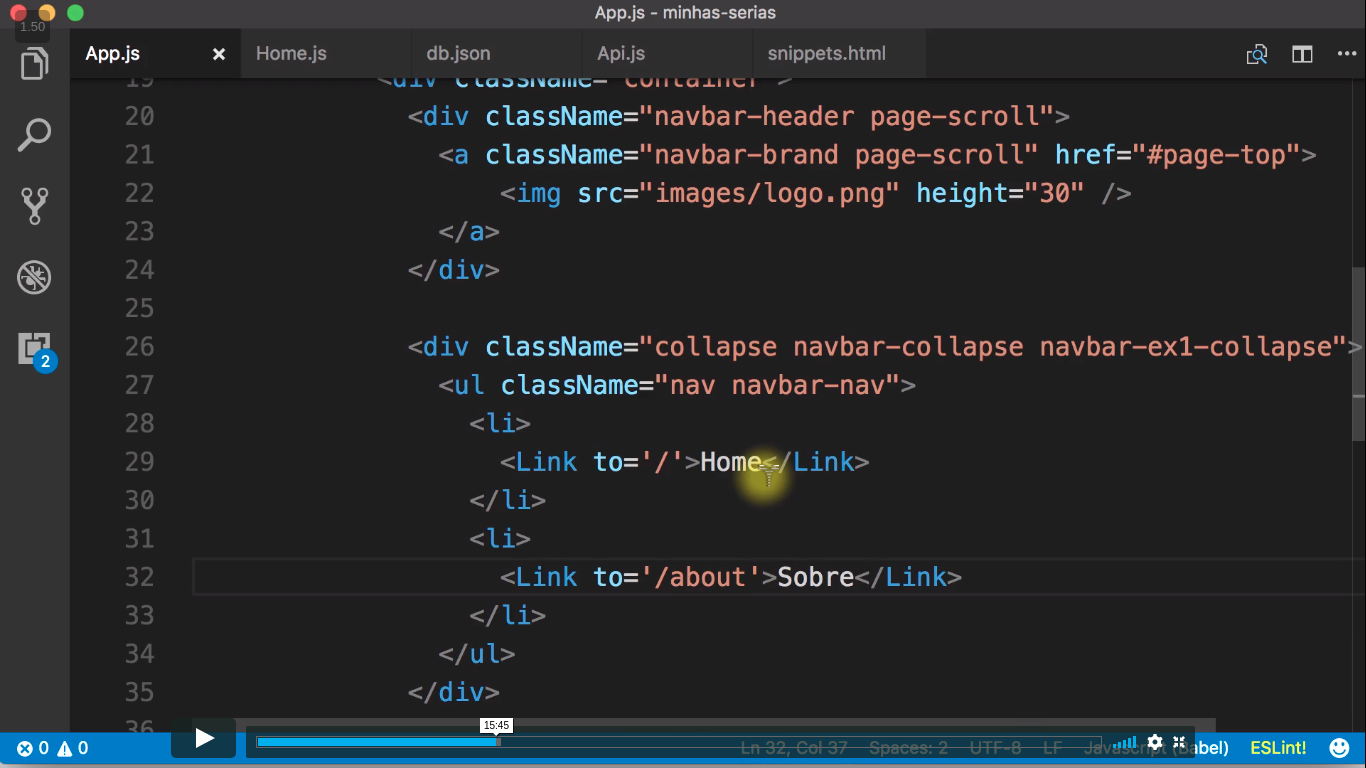 App.js - minhas-serias
1.50
App.js × Home.js db.json Api.js snippets.html
19 <div className="container">
20 <div className="navbar-header page-scroll">
21 <a className="navbar-brand page-scroll" href="#page-top">
22 <img src="images/logo.png" height="30" />
23 </a>
24 </div>
25
26 <div className="collapse navbar-collapse navbar-ex1-collapse">
27 <ul className="nav navbar-nav">
28 <li>
29 <Link to='/'>Home</Link>
30 </li>
31 <li>
32 <Link to='/about'>Sobre</Link>
33 </li>
34 </ul>
35 </div>
36
2
15:45
0 0 Ln 32, Col 37 Spaces: 2 UTF-8 LF Javascript (Babel) ESLint!